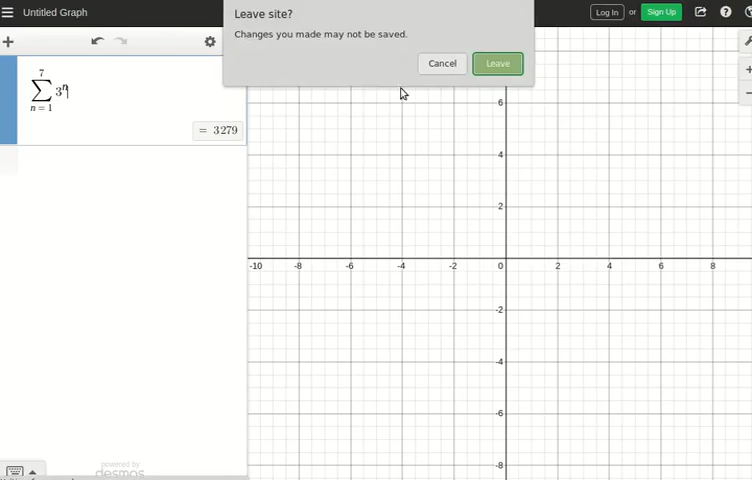 Untitled Graph
Leave site?
Changes you made may not be saved.
Cancel
Leave
Log In
or
Sign Up
7
∑ 3ⁿ
n = 1
= 3279
6
4
2
-10 -8 -6 -4 -2 0 2 4 6 8
-2
-4
-6
-8
powered by
desmos